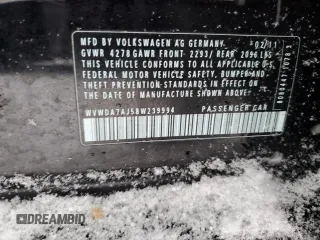 MFD BY VOLKSWAGEN AG GERMANY 02/11
GVWR 4278 GAWR FRONT 2293/ REAR 2096 LBS
THIS VEHICLE CONFORMS TO ALL APPLICABLE U.S.
FEDERAL MOTOR VEHICLE SAFETY, BUMPER AND
THEFT PREVENTION STANDARDS IN EFFECT ON THE
DATE OF MANUFACTURE SHOWN ABOVE.
WVWDA7AJ5BW239994 PASSENGER CAR
DREAMBID